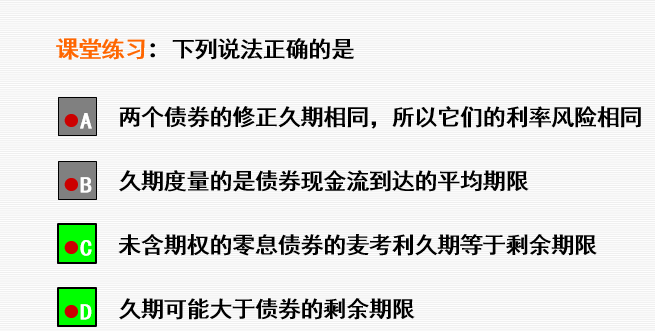 课堂练习：下列说法正确的是
A 两个债券的修正久期相同，所以它们的利率风险相同
B 久期度量的是债券现金流到达的平均期限
C 未含期权的零息债券的麦考利久期等于剩余期限
D 久期可能大于债券的剩余期限